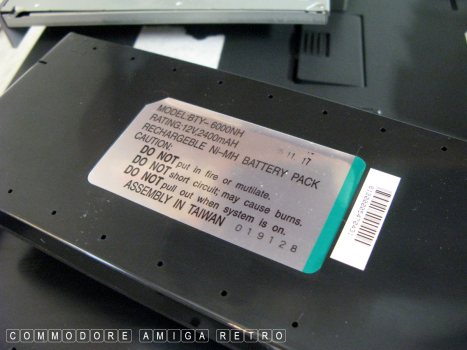 MODEL:BTY-6000NH
RATING:12V,2400mAH
RECHARGEBLE Ni-MH BATTERY PACK
CAUTION:
DO NOT put in fire or mutilate.
DO NOT short circuit; may cause burns.
DO NOT pull out when system is on.
ASSEMBLY IN TAIWAN 019128
COMMODORE AMIGA RETRO